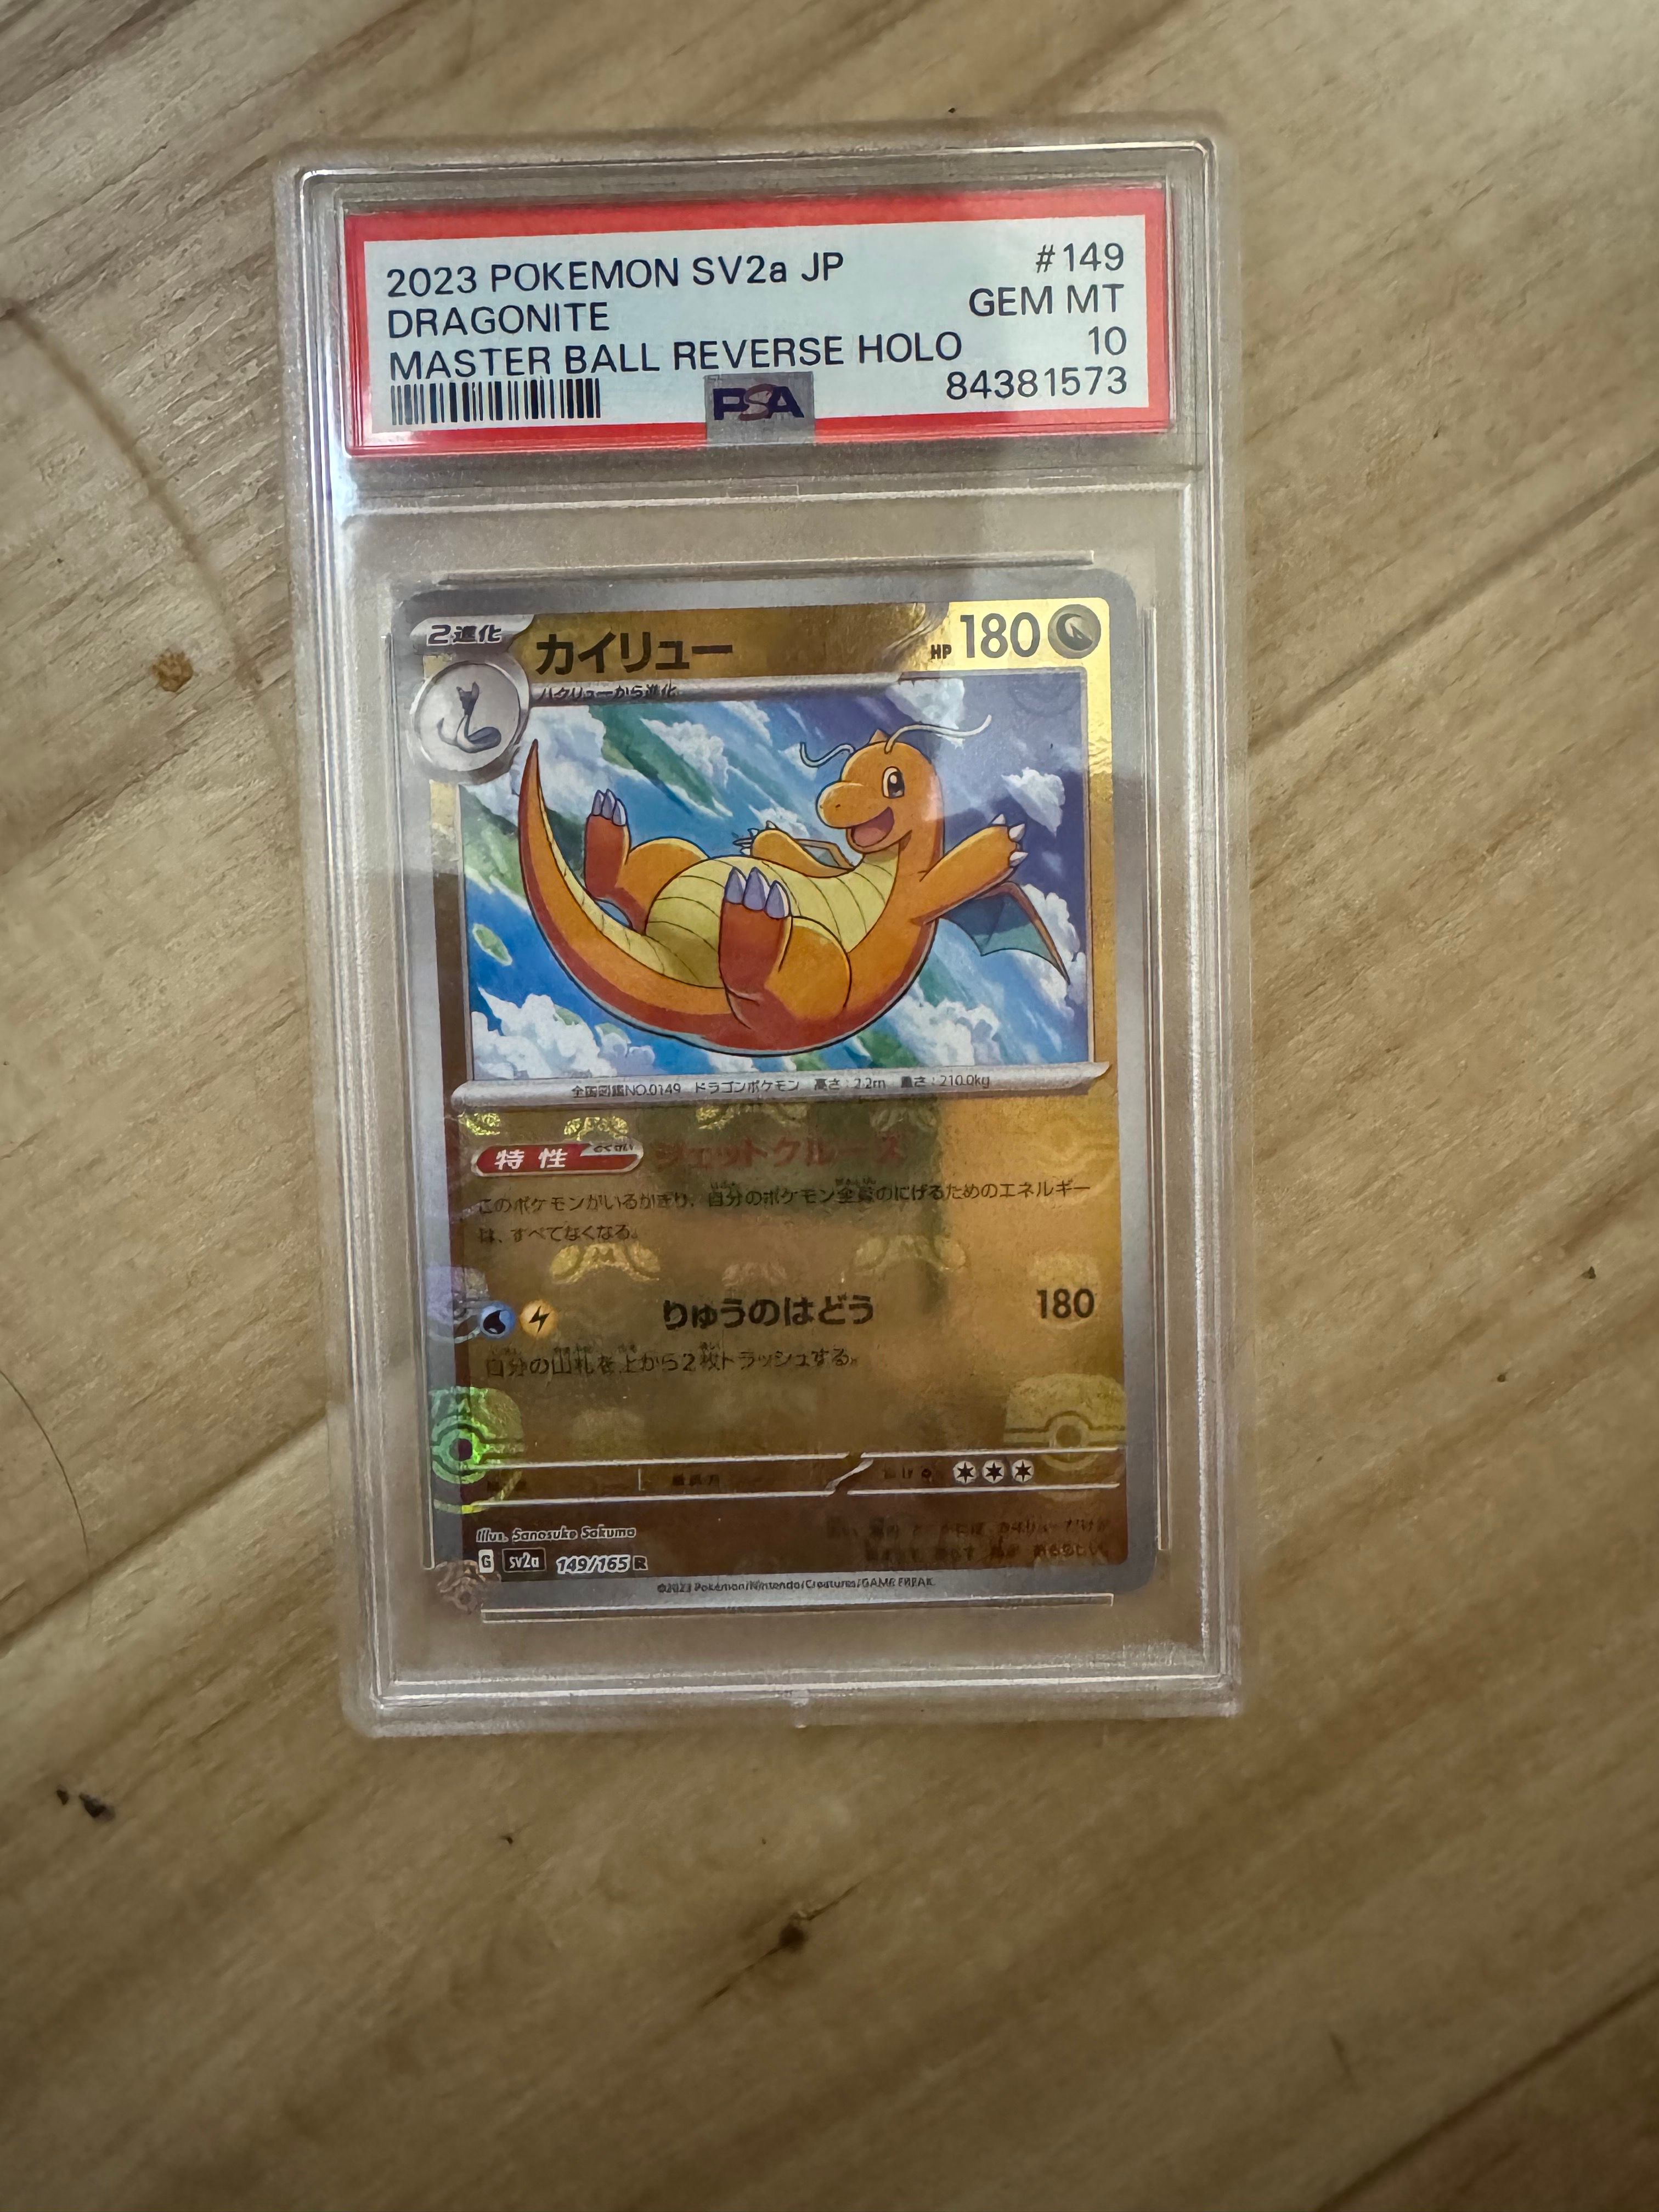 2023 POKEMON SV2a JP #149
DRAGONITE GEM MT
MASTER BALL REVERSE HOLO 10
PSA 84381573
2進化 カイリュー HP 180
ハクリューから進化
全国図鑑NO.0149 ドラゴンポケモン 高さ:2.2m 重さ:210.0kg
特性 とくせい ジェットクルーズ
このポケモンがいるかぎり、自分のポケモン全員のにげるためのエネルギー
は、すべてなくなる。
りゅうのはどう 180
自分の山札を上から2枚トラッシュする。
Illus. Sanosuke Sakuma
G sv2a 149/165 R
©2023 Pokémon/Nintendo/Creatures/GAME FREAK.